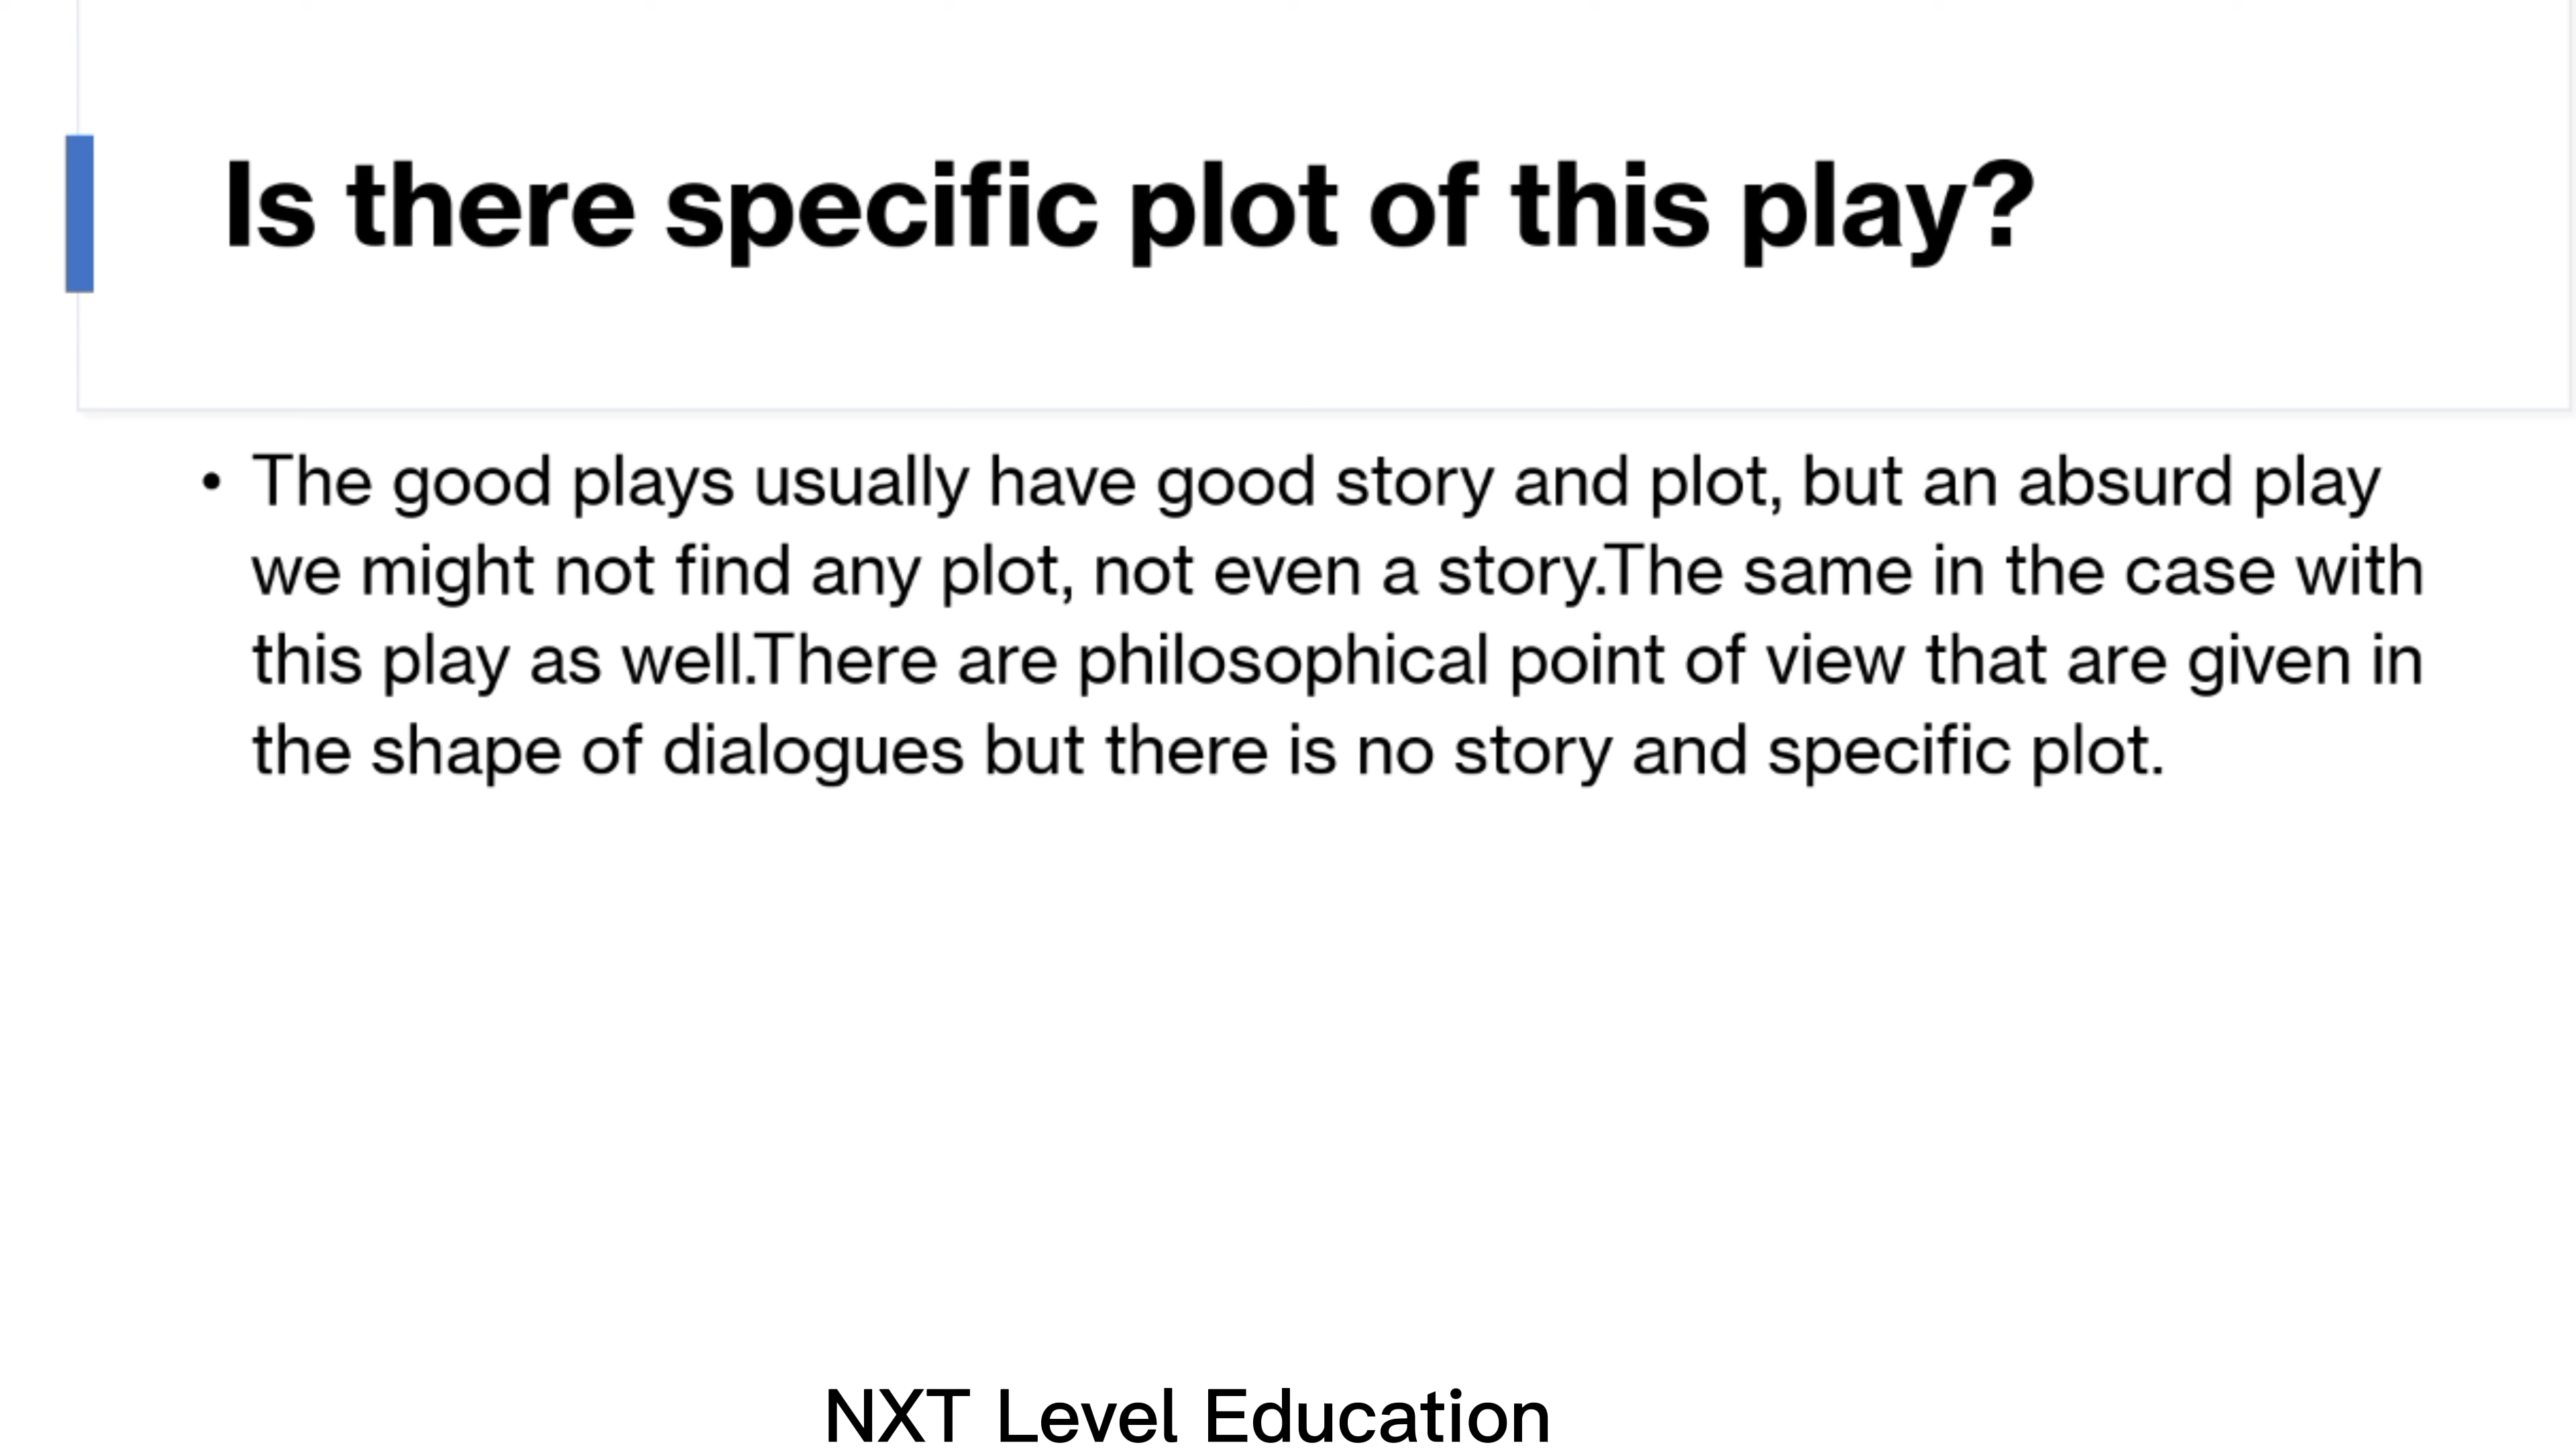 Is there specific plot of this play?
• The good plays usually have good story and plot, but an absurd play
we might not find any plot, not even a story.The same in the case with
this play as well.There are philosophical point of view that are given in
the shape of dialogues but there is no story and specific plot.
NXT Level Education